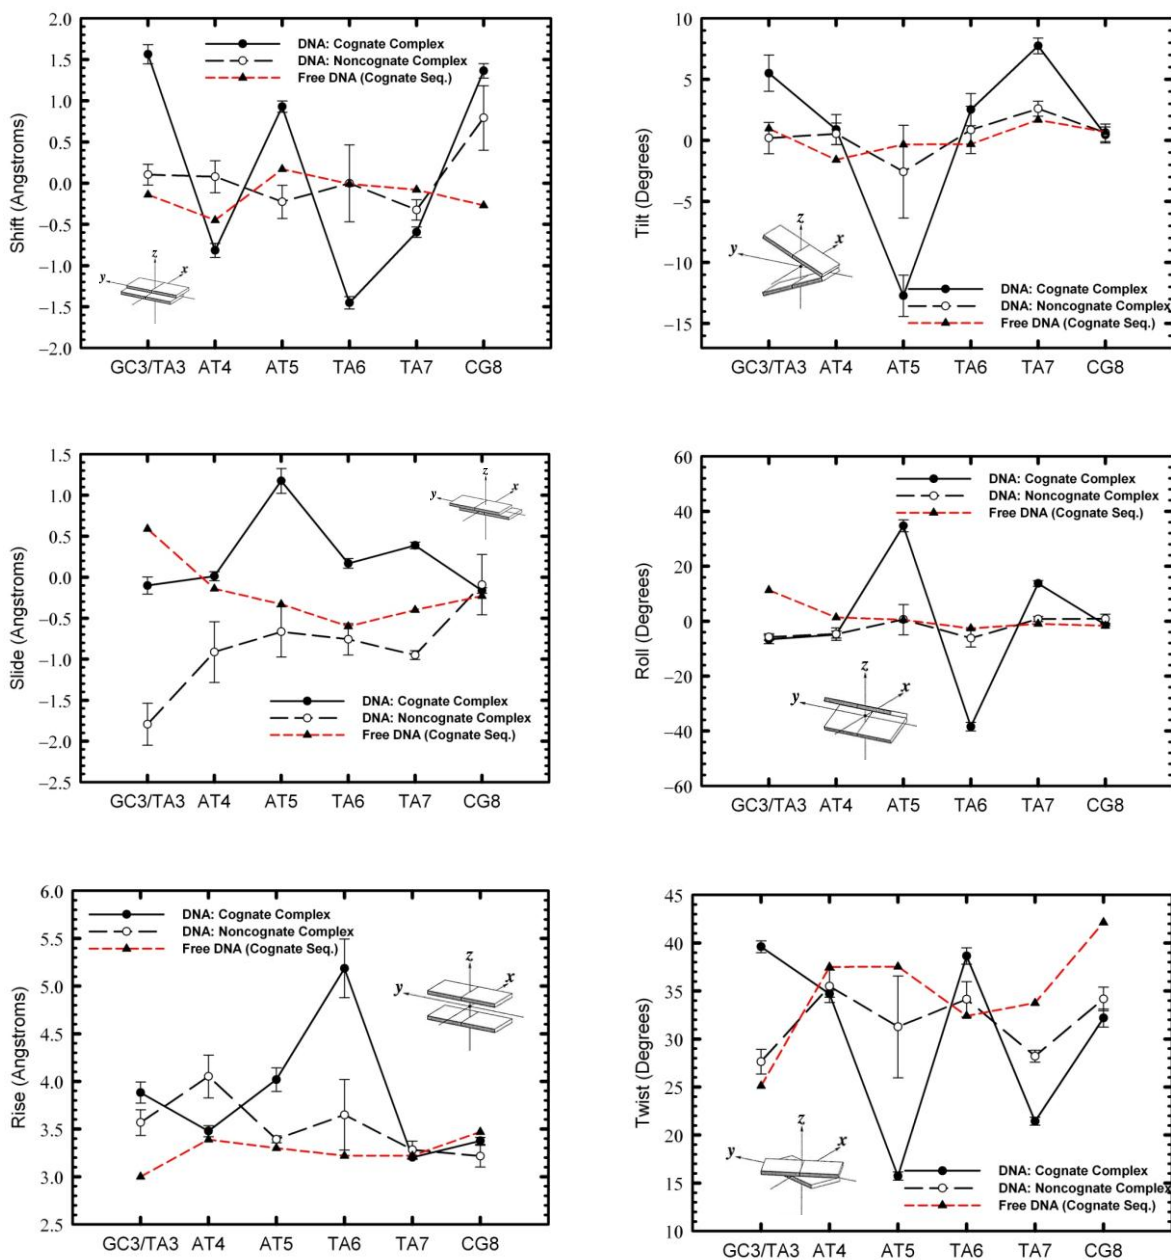 2.0
1.5
1.0
0.5
0.0
−0.5
−1.0
−1.5
−2.0
Shift (Angstroms)
DNA: Cognate Complex
DNA: Noncognate Complex
Free DNA (Cognate Seq.)
z
y
x
GC3/TA3 AT4 AT5 TA6 TA7 CG8
10
5
0
−5
−10
−15
Tilt (Degrees)
z
y
x
DNA: Cognate Complex
DNA: Noncognate Complex
Free DNA (Cognate Seq.)
GC3/TA3 AT4 AT5 TA6 TA7 CG8
1.5
1.0
0.5
0.0
−0.5
−1.0
−1.5
−2.0
−2.5
Slide (Angstroms)
z
y
x
DNA: Cognate Complex
DNA: Noncognate Complex
Free DNA (Cognate Seq.)
GC3/TA3 AT4 AT5 TA6 TA7 CG8
60
40
20
0
−20
−40
−60
Roll (Degrees)
DNA: Cognate Complex
DNA: Noncognate Complex
Free DNA (Cognate Seq.)
z
y
x
GC3/TA3 AT4 AT5 TA6 TA7 CG8
6.0
5.5
5.0
4.5
4.0
3.5
3.0
2.5
Rise (Angstroms)
DNA: Cognate Complex
DNA: Noncognate Complex
Free DNA (Cognate Seq.)
z
y
x
GC3/TA3 AT4 AT5 TA6 TA7 CG8
45
40
35
30
25
20
15
10
Twist (Degrees)
z
y
x
DNA: Cognate Complex
DNA: Noncognate Complex
Free DNA (Cognate Seq.)
GC3/TA3 AT4 AT5 TA6 TA7 CG8